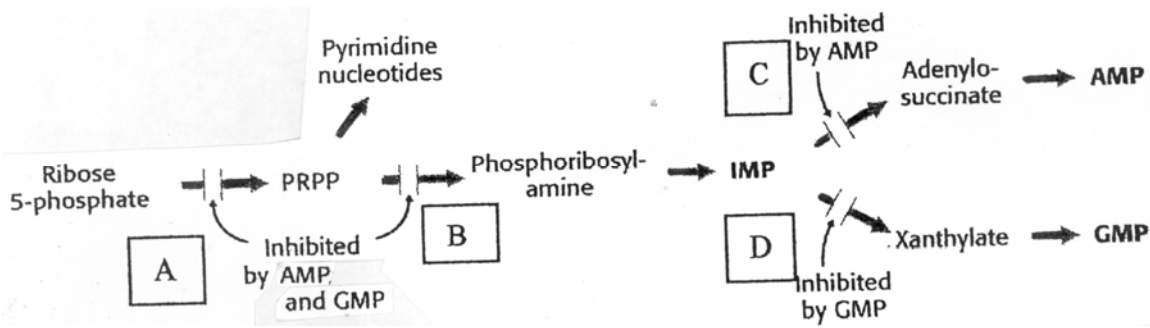 Pyrimidine
nucleotides
Ribose
5-phosphate
PRPP
Phosphoribosyl-
amine
IMP
Inhibited
by AMP
C
Adenylo-
succinate
AMP
A
Inhibited
by AMP,
and GMP
B
D
Xanthylate
GMP
Inhibited
by GMP